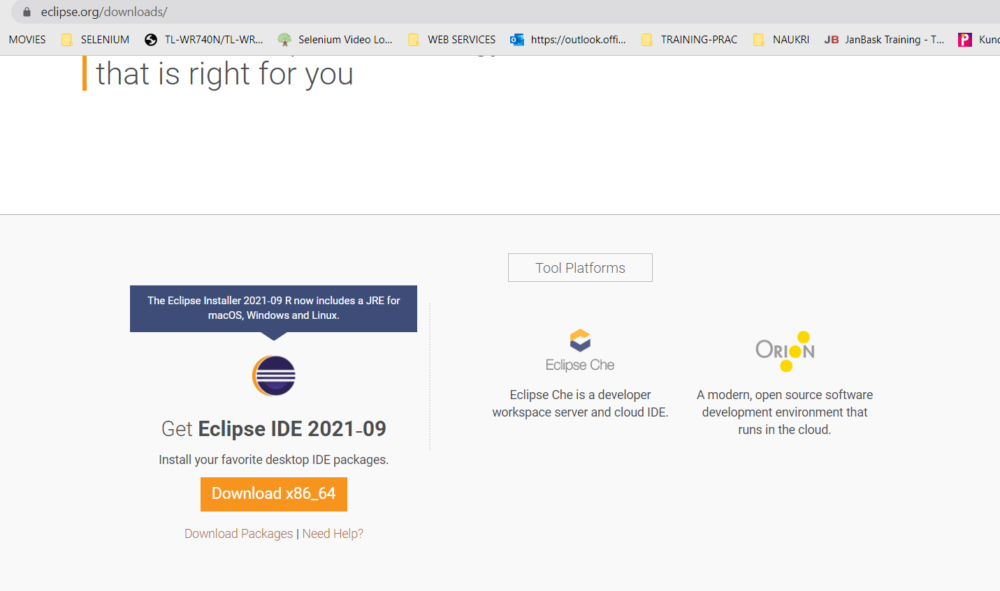 eclipse.org/downloads/
MOVIES SELENIUM TL-WR740N/TL-WR... Selenium Video Lo... WEB SERVICES https://outlook.offi... TRAINING-PRAC NAUKRI JB JanBask Training - T... P Kund
that is right for you
Tool Platforms
The Eclipse Installer 2021-09 R now includes a JRE for
macOS, Windows and Linux.
Get Eclipse IDE 2021-09
Install your favorite desktop IDE packages.
Download x86_64
Download Packages | Need Help?
Eclipse Che
Eclipse Che is a developer
workspace server and cloud IDE.
ORION
A modern, open source software
development environment that
runs in the cloud.